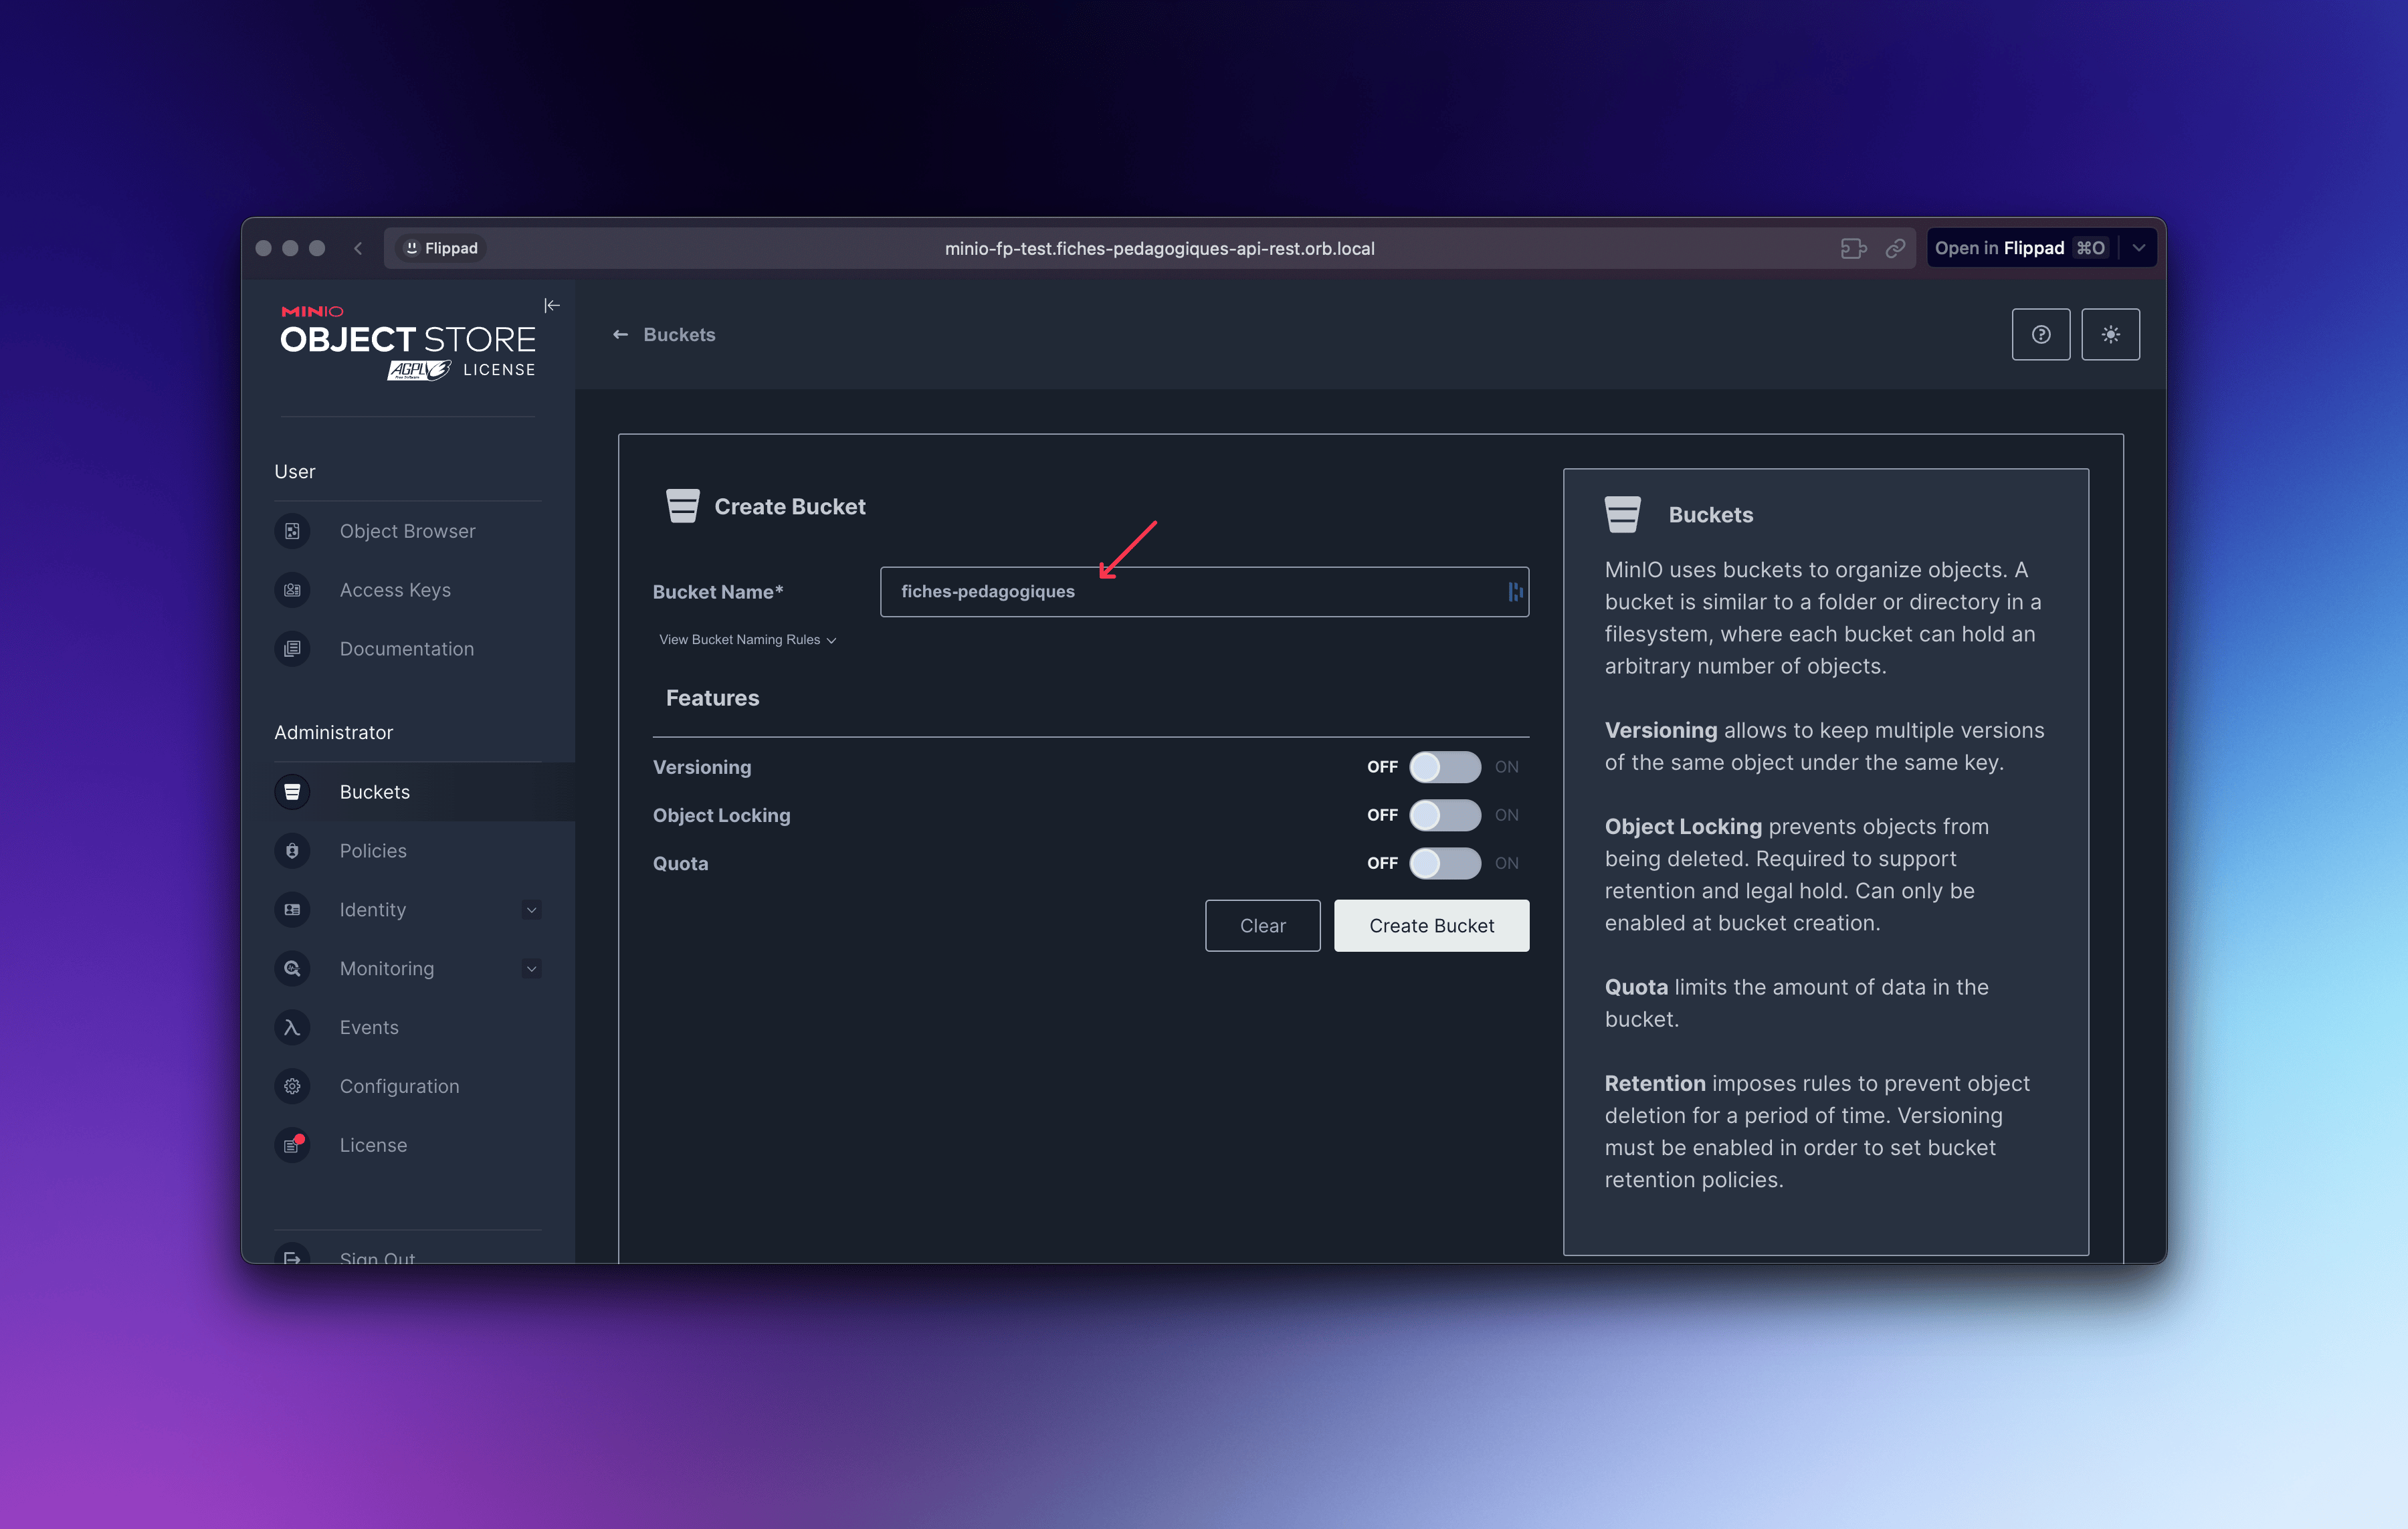 Flippad
minio-fp-test.fiches-pedagogiques-api-rest.orb.local
Open in Flippad ⌘O
MINIO
OBJECT STORE
AGPL v3 LICENSE
User
Object Browser
Access Keys
Documentation
Administrator
Buckets
Policies
Identity
Monitoring
Events
Configuration
License
Sign Out
← Buckets
Create Bucket
Bucket Name*
fiches-pedagogiques
View Bucket Naming Rules
Features
Versioning
OFF ON
Object Locking
OFF ON
Quota
OFF ON
Clear
Create Bucket
Buckets
MinIO uses buckets to organize objects. A
bucket is similar to a folder or directory in a
filesystem, where each bucket can hold an
arbitrary number of objects.
Versioning allows to keep multiple versions
of the same object under the same key.
Object Locking prevents objects from
being deleted. Required to support
retention and legal hold. Can only be
enabled at bucket creation.
Quota limits the amount of data in the
bucket.
Retention imposes rules to prevent object
deletion for a period of time. Versioning
must be enabled in order to set bucket
retention policies.